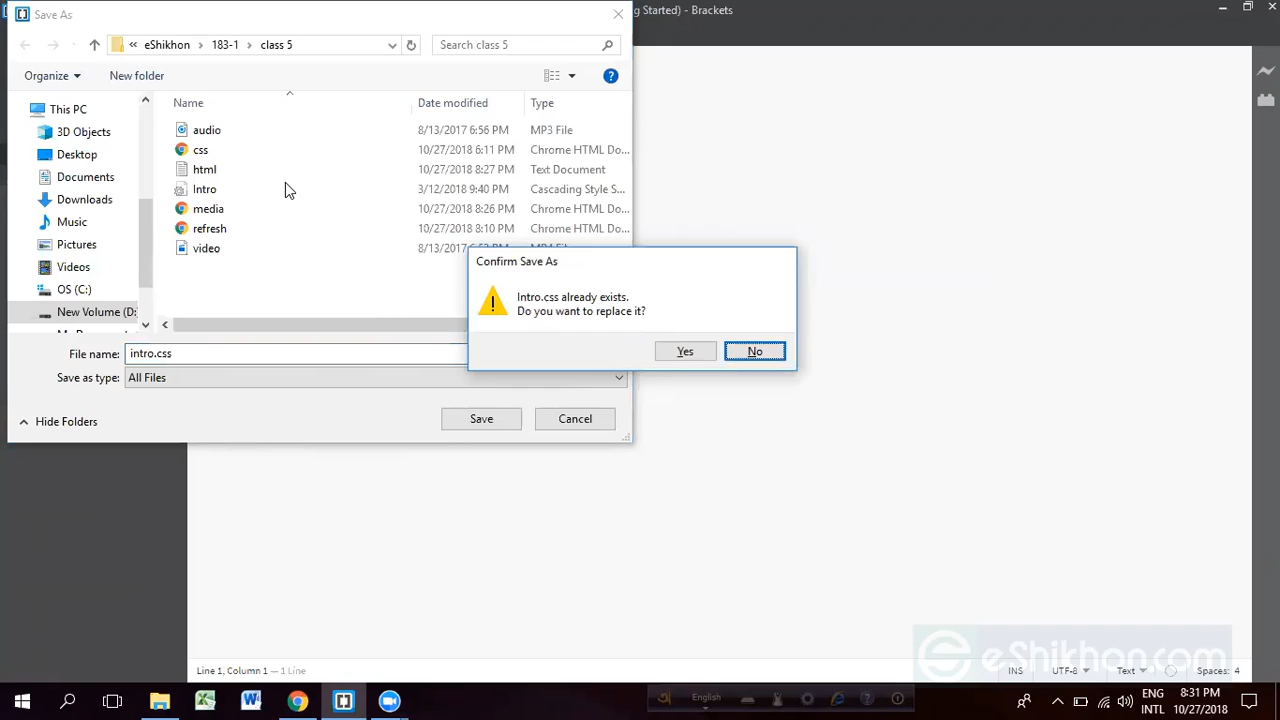 Save As
ng Started) - Brackets
« eShikhon 183-1 class 5
Search class 5
Organize
New folder
Name
Date modified
Type
This PC
3D Objects
Desktop
Documents
Downloads
Music
Pictures
Videos
OS (C:)
New Volume (D:
audio 8/13/2017 6:56 PM MP3 File
css 10/27/2018 6:11 PM Chrome HTML Do...
html 10/27/2018 8:27 PM Text Document
Intro 3/12/2018 9:40 PM Cascading Style S...
media 10/27/2018 8:26 PM Chrome HTML Do...
refresh 10/27/2018 8:10 PM Chrome HTML Do...
video 8/13/2017
Confirm Save As
Intro.css already exists.
Do you want to replace it?
Yes
No
File name: intro.css
Save as type: All Files
Hide Folders
Save
Cancel
eShikhon.com
Line 1, Column 1 — 1 Line
INS
UTF-8
Text
Spaces: 4
English
ENG
INTL
8:31 PM
10/27/2018